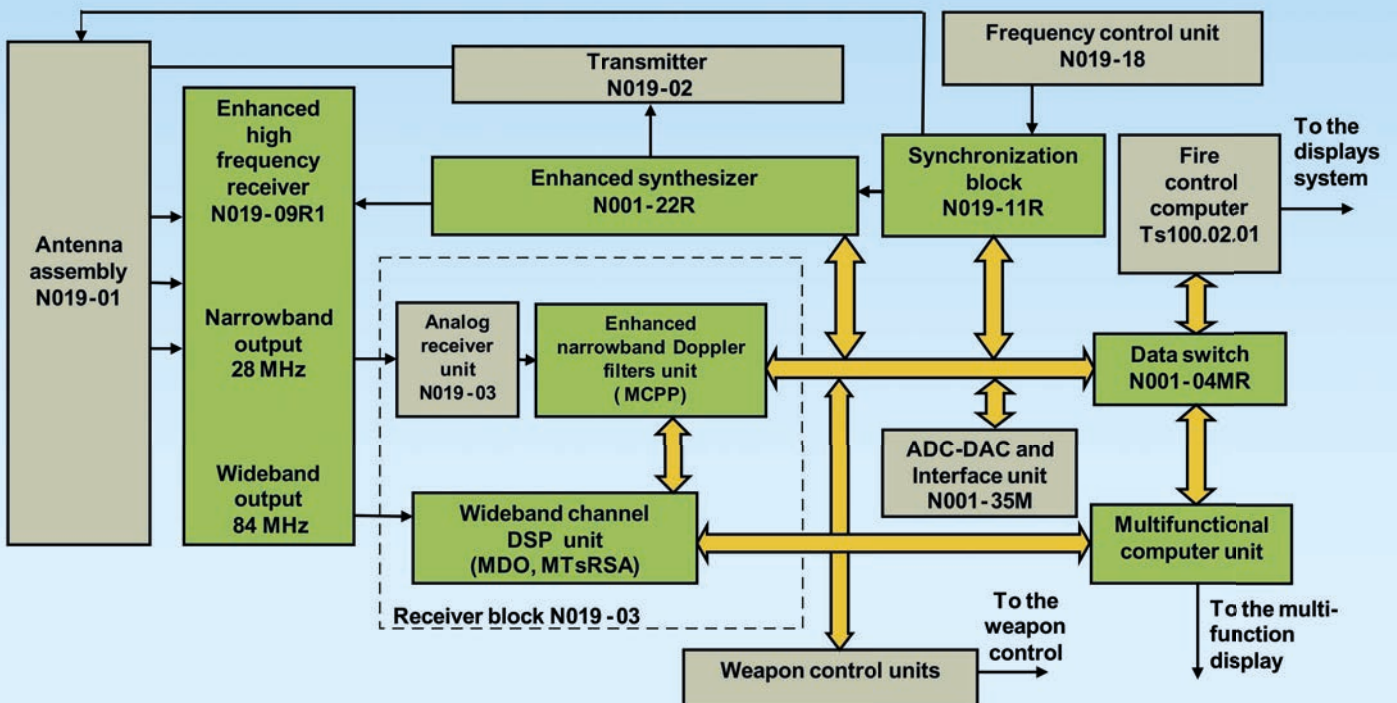 Frequency control unit
N019-18
Transmitter
N019-02
Enhanced
high
frequency
receiver
N019-09R1
Narrowband
output
28 MHz
Wideband
output
84 MHz
Antenna
assembly
N019-01
Enhanced synthesizer
N001-22R
Synchronization
block
N019-11R
Fire
control
computer
Ts100.02.01
To the
displays
system
Analog
receiver
unit
N019-03
Enhanced
narrowband Doppler
filters unit
(MCPP)
Data switch
N001-04MR
ADC-DAC and
Interface unit
N001-35M
Wideband channel
DSP unit
(MDO, MTsRSA)
Multifunctional
computer unit
Receiver block N019-03
To the
weapon
control
To the multi-
function
display
Weapon control units